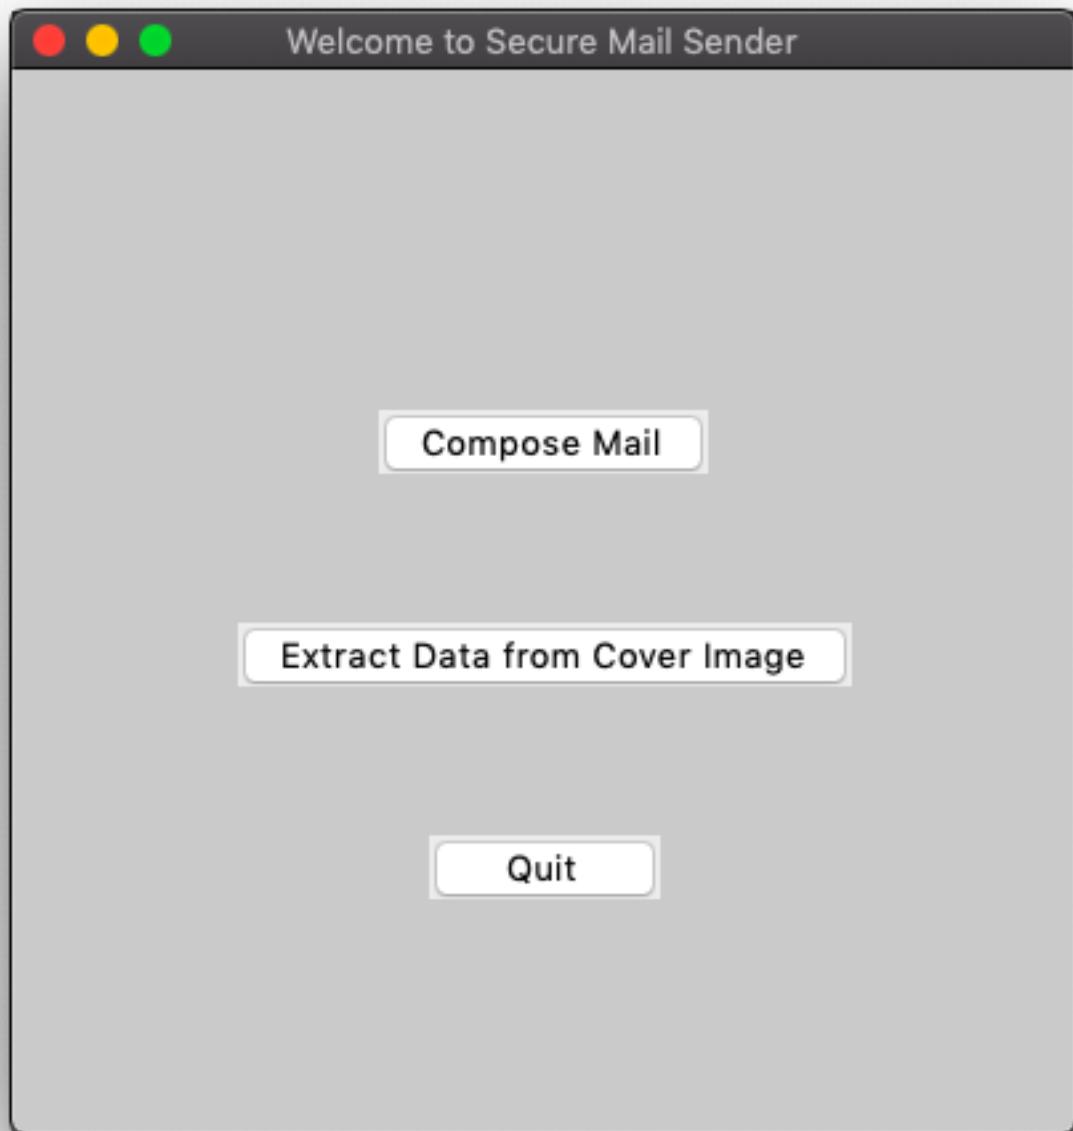 Welcome to Secure Mail Sender
Compose Mail
Extract Data from Cover Image
Quit